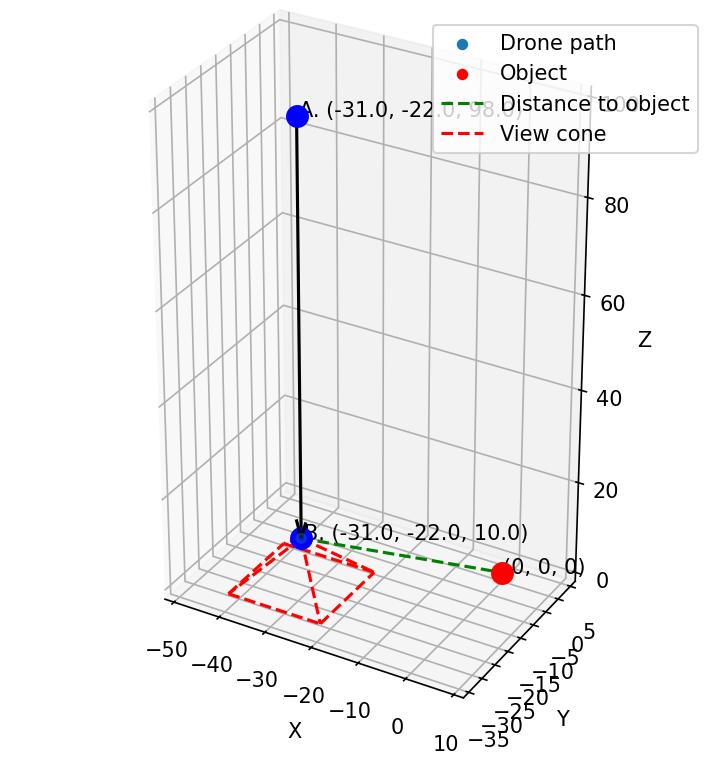 Drone path
Object
Distance to object
View cone
A. (-31.0, -22.0, 98.0)
100
80
60
Z
40
20
0
B. (-31.0, -22.0, 10.0)
(0, 0, 0)
5
0
−5
−10
−15
−20
−25
−30
−35
Y
−50
−40
−30
−20
−10
0
10
X